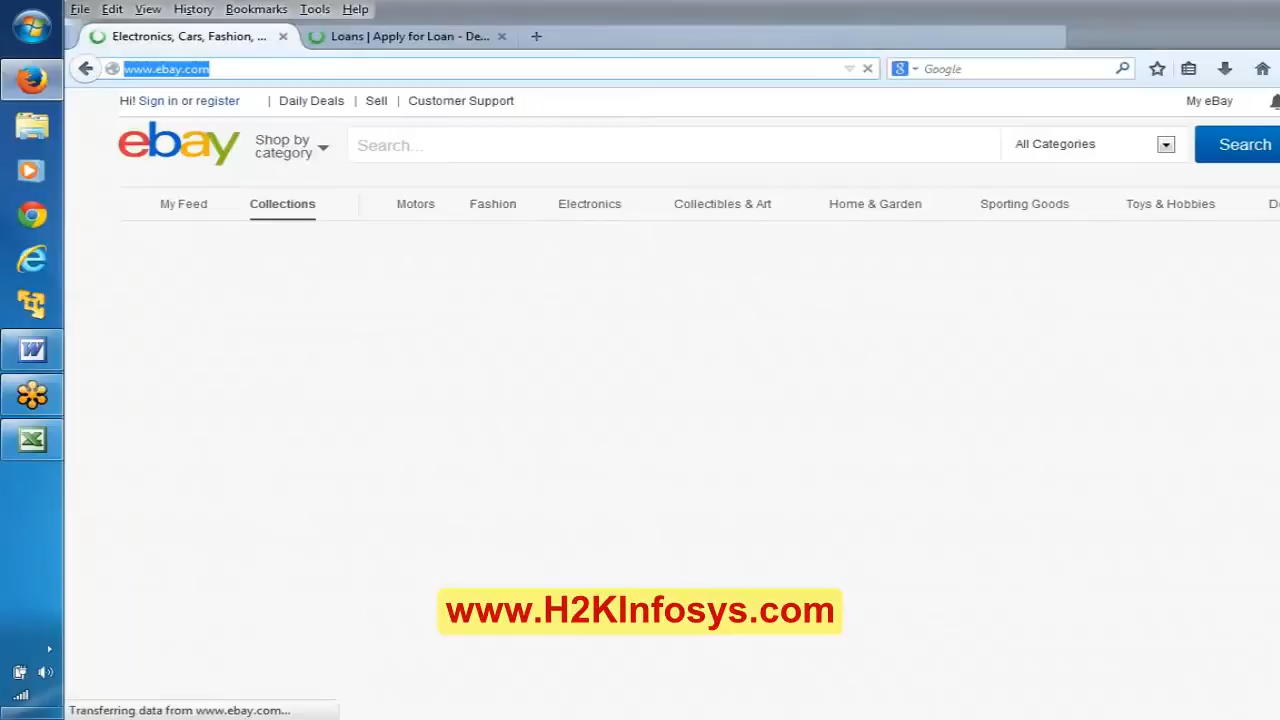 File Edit View History Bookmarks Tools Help
Electronics, Cars, Fashion, ... Loans | Apply for Loan - De...
www.ebay.com Google
Hi! Sign in or register | Daily Deals | Sell | Customer Support My eBay
ebay Shop by category Search... All Categories Search
My Feed Collections Motors Fashion Electronics Collectibles & Art Home & Garden Sporting Goods Toys & Hobbies
www.H2KInfosys.com
Transferring data from www.ebay.com...